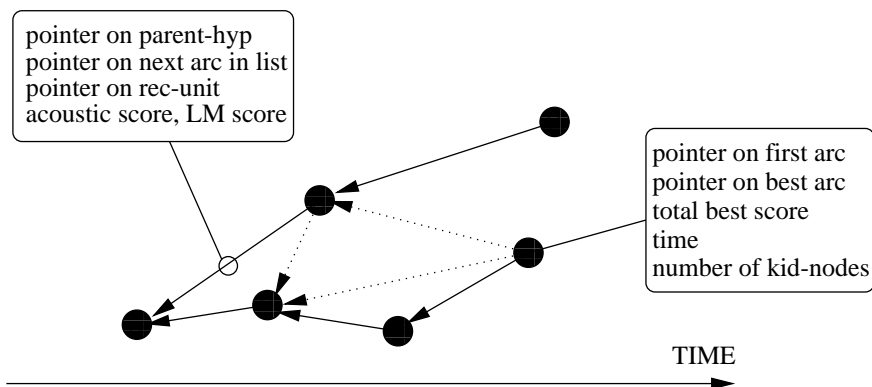 pointer on parent-hyp
pointer on next arc in list
pointer on rec-unit
acoustic score, LM score
pointer on first arc
pointer on best arc
total best score
time
number of kid-nodes
TIME